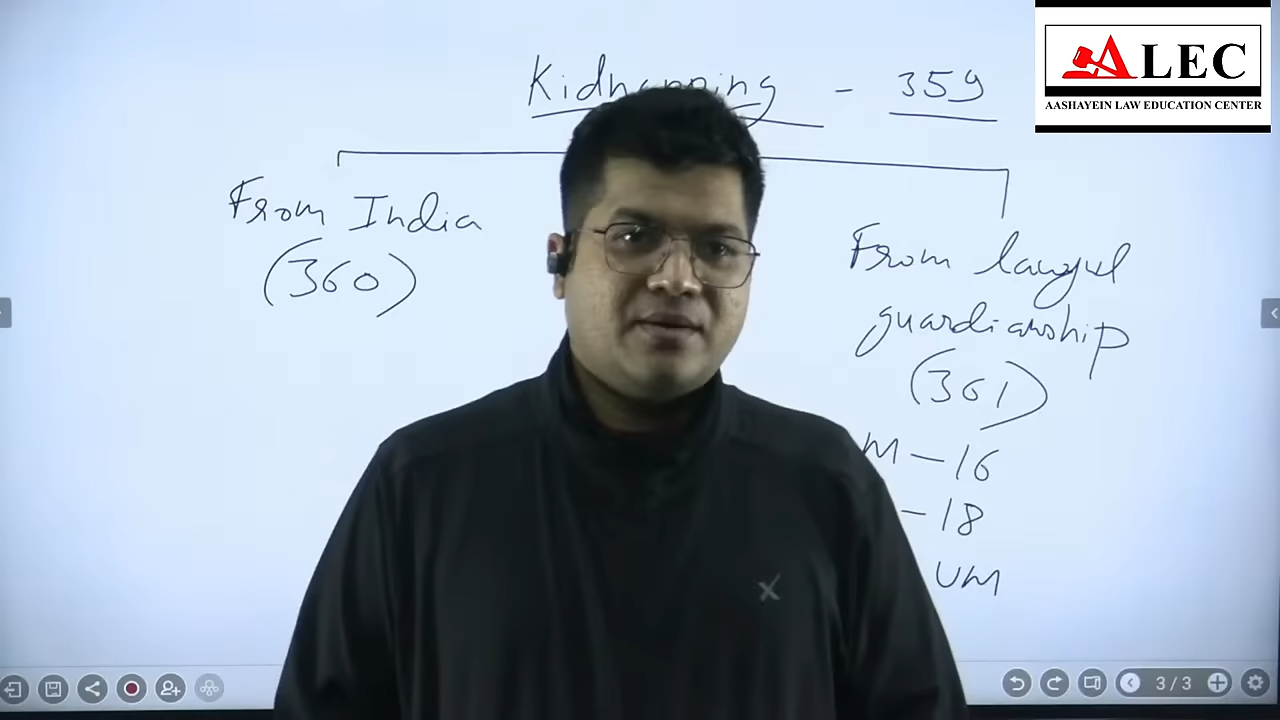 Kidnapping - 359
ALEC
AASHAYEIN LAW EDUCATION CENTER
From India
(360)
From lawful
guardianship
(361)
M - 16
- 18
UM
3/3